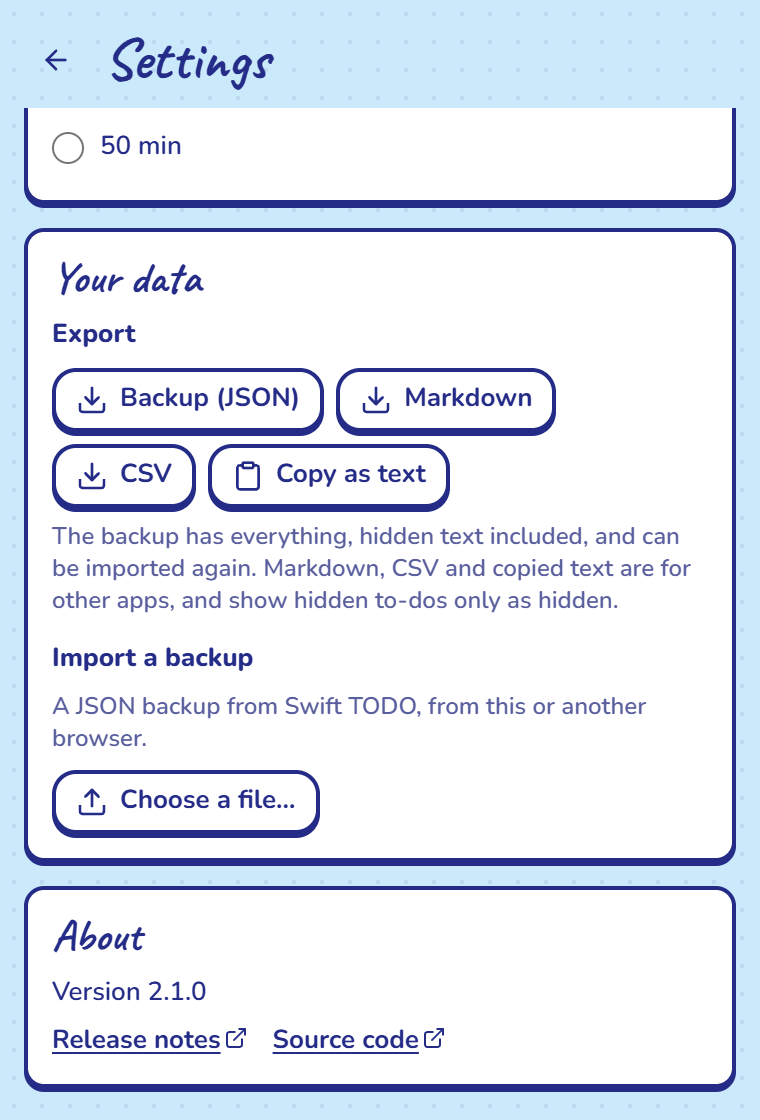 Settings
50 min
Your data
Export
Backup (JSON) Markdown
CSV Copy as text
The backup has everything, hidden text included, and can
be imported again. Markdown, CSV and copied text are for
other apps, and show hidden to-dos only as hidden.
Import a backup
A JSON backup from Swift TODO, from this or another
browser.
Choose a file...
About
Version 2.1.0
Release notes Source code